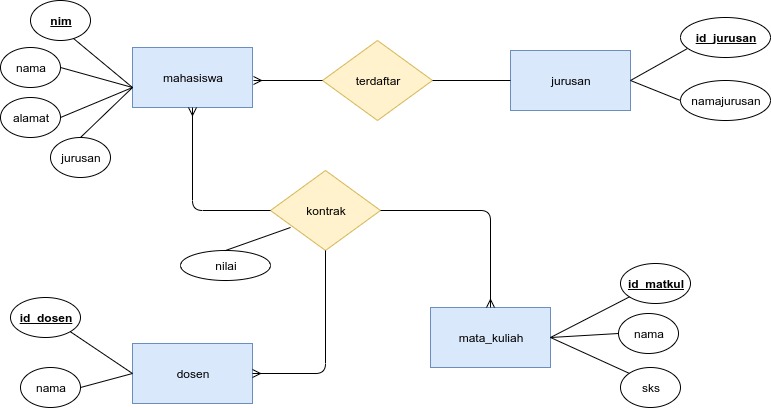 nim
nama
alamat
jurusan
mahasiswa
terdaftar
jurusan
id_jurusan
namajurusan
kontrak
nilai
id_dosen
nama
dosen
mata_kuliah
id_matkul
nama
sks